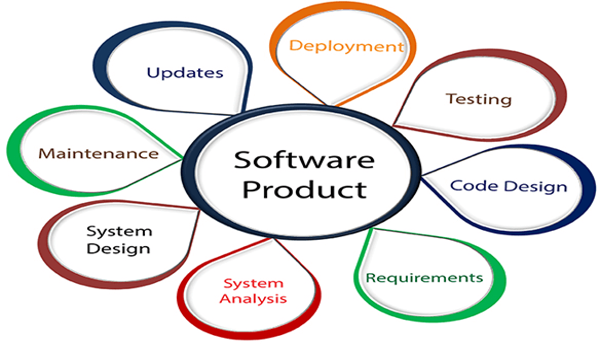 Deployment
Updates
Testing
Maintenance
Software
Product
Code Design
System
Design
Requirements
System
Analysis